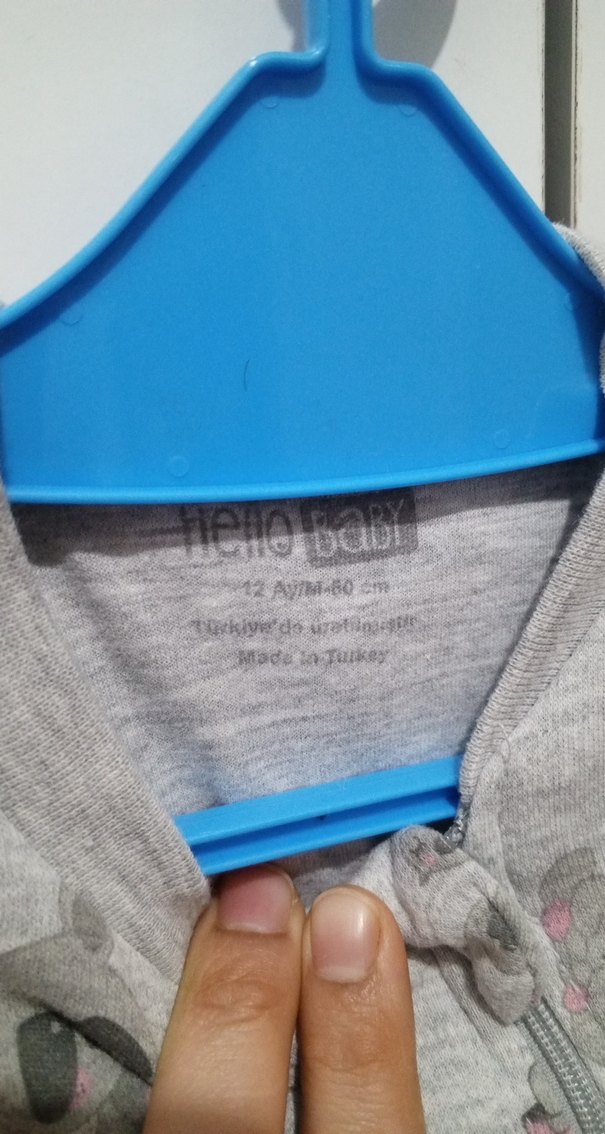 Hello BABY
12 Ay/M-80 cm
Türkiye'de üretilmiştir
Made in Turkey